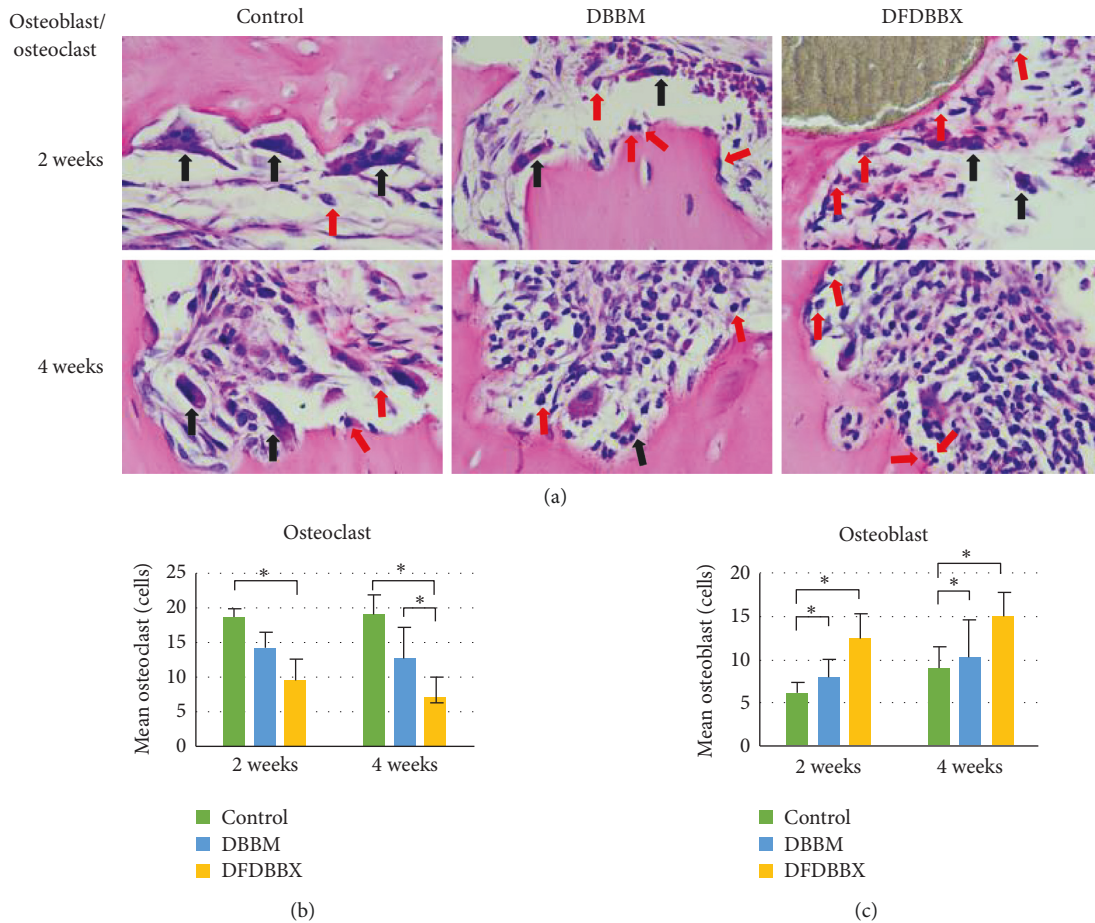 Osteoblast/
osteoclast
Control
DBBM
DFDBBX
2 weeks
4 weeks
(a)
Osteoclast
Mean osteoclast (cells)
25
20
15
10
5
0
*
*
*
2 weeks
4 weeks
Control
DBBM
DFDBBX
(b)
Osteoblast
Mean osteoblast (cells)
20
15
10
5
0
*
*
*
*
2 weeks
4 weeks
Control
DBBM
DFDBBX
(c)